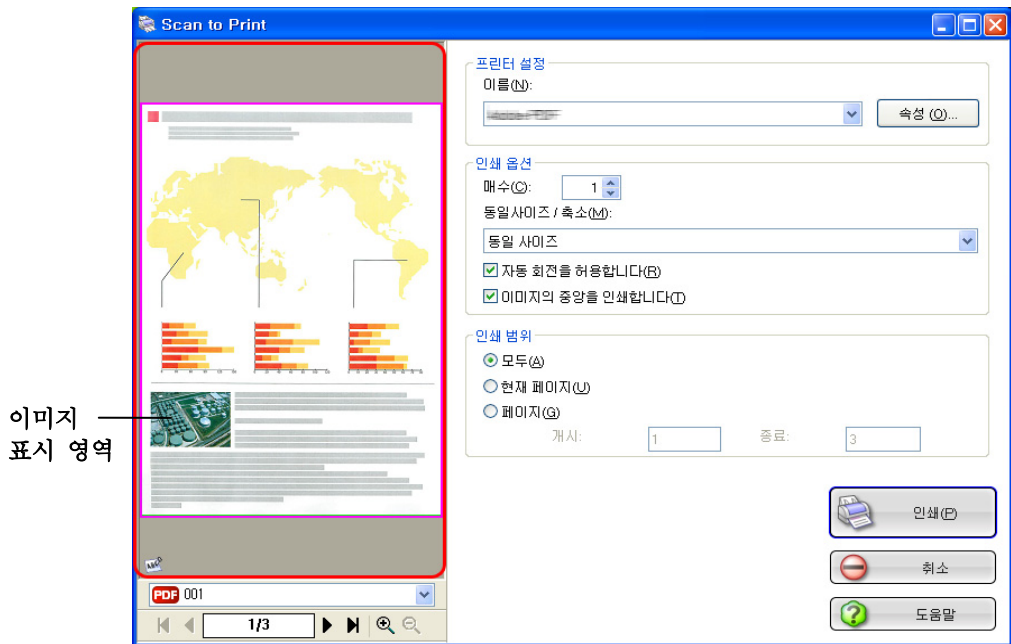 Scan to Print
프린터 설정
이름(N):
속성 (O)...
인쇄 옵션
매수(C):
1
동일사이즈 / 축소(M):
동일 사이즈
자동 회전을 허용합니다(R)
이미지의 중앙을 인쇄합니다(T)
인쇄 범위
모두(A)
현재 페이지(U)
페이지(G)
개시:
1
종료:
3
이미지
표시 영역
인쇄(P)
취소
도움말
ABC
PDF 001
1/3